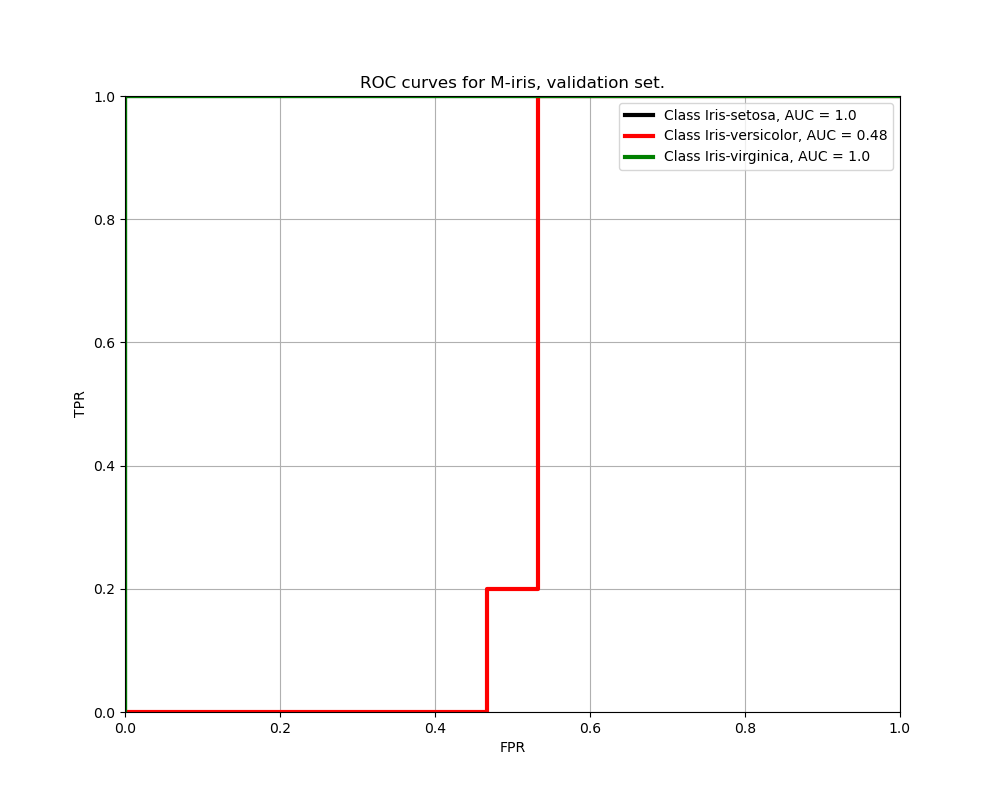 ROC curves for M-iris, validation set.
Class Iris-setosa, AUC = 1.0
Class Iris-versicolor, AUC = 0.48
Class Iris-virginica, AUC = 1.0
1.0
0.8
0.6
0.4
0.2
0.0
TPR
0.0 0.2 0.4 0.6 0.8 1.0
FPR